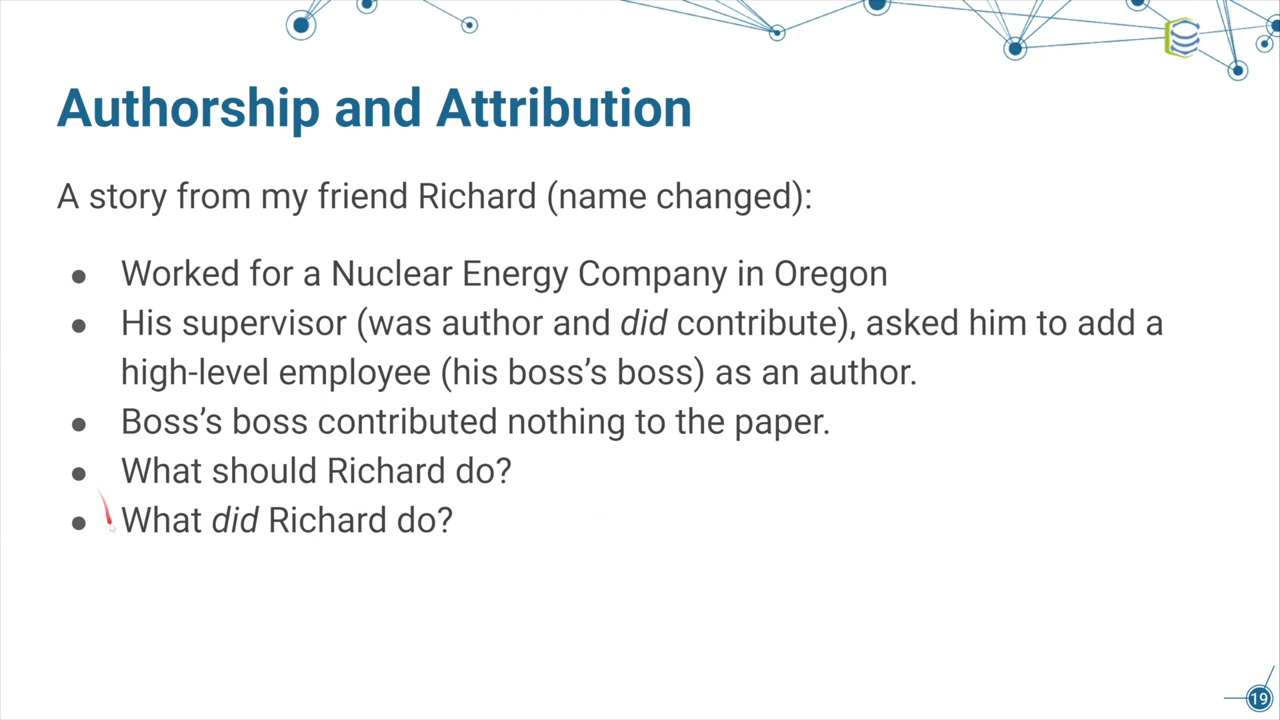 Authorship and Attribution
A story from my friend Richard (name changed):
● Worked for a Nuclear Energy Company in Oregon
● His supervisor (was author and did contribute), asked him to add a
high-level employee (his boss’s boss) as an author.
● Boss’s boss contributed nothing to the paper.
● What should Richard do?
● What did Richard do?
19